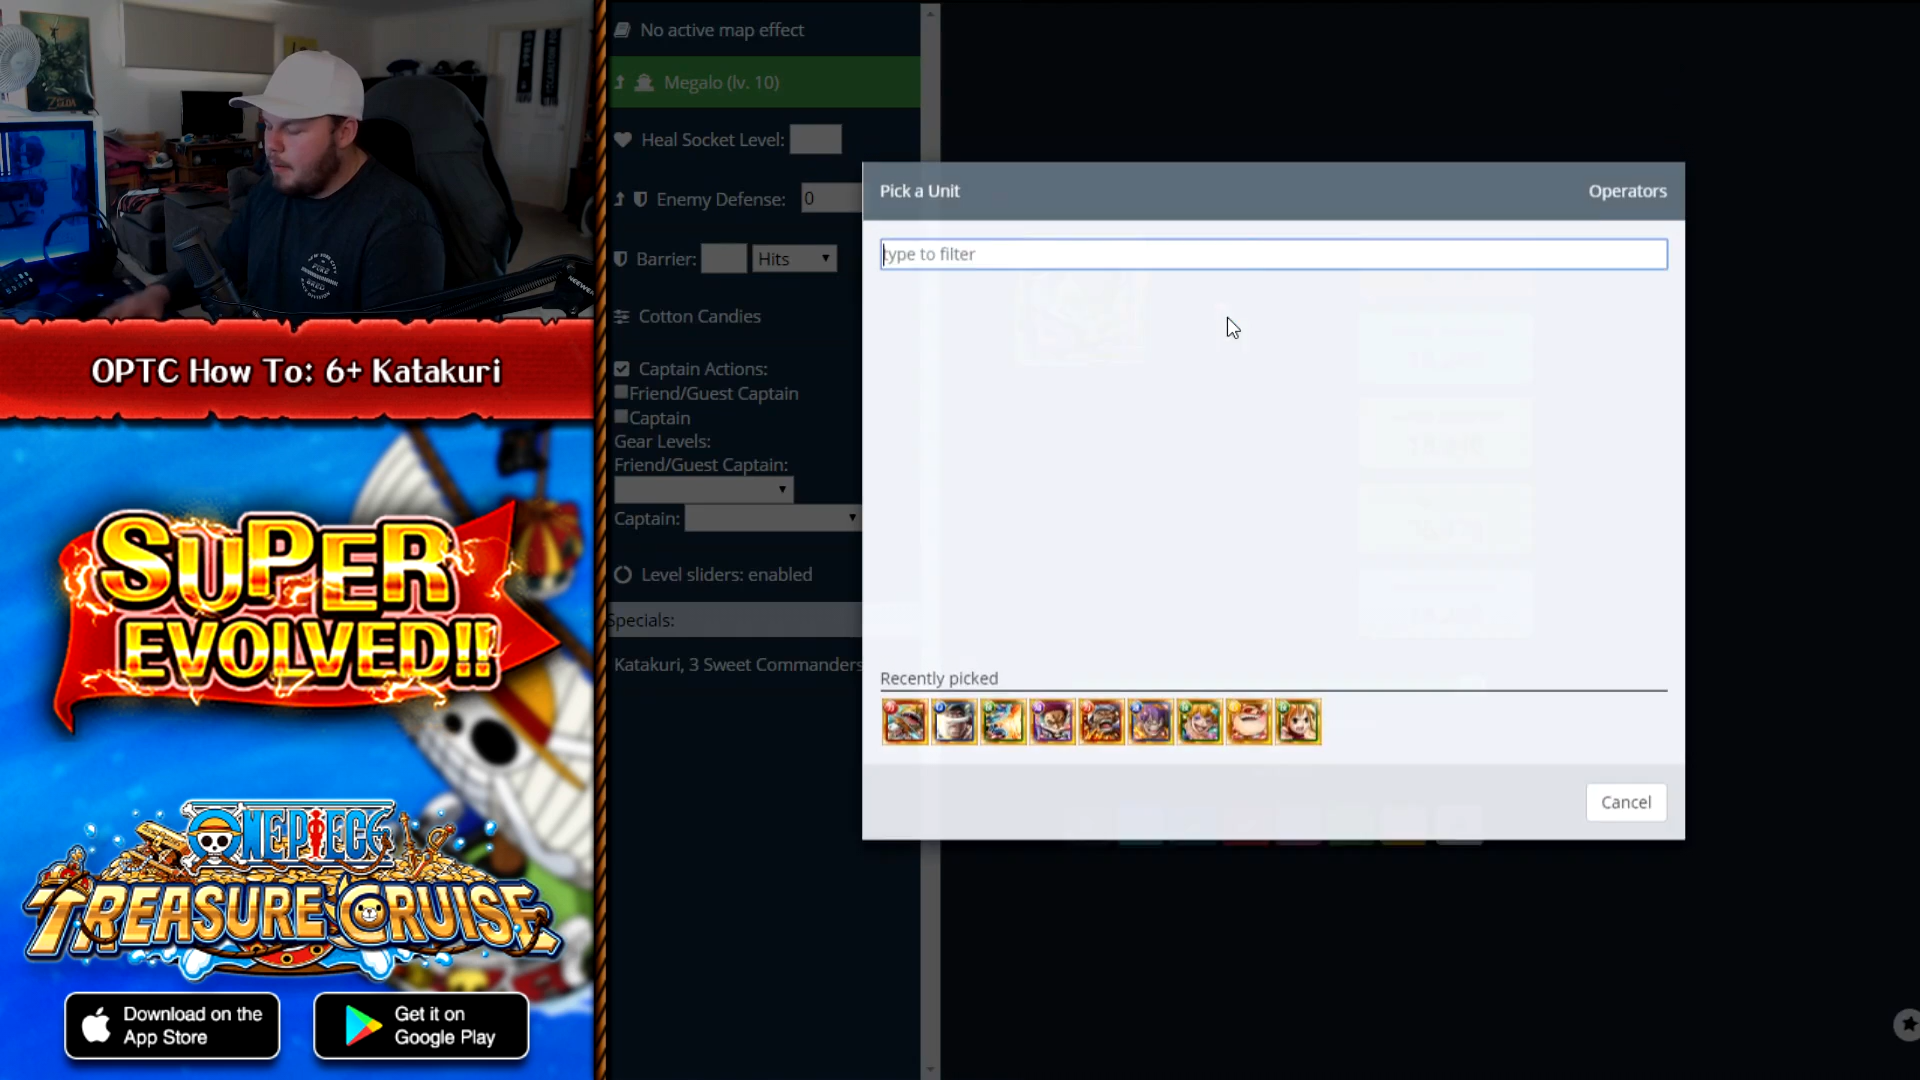 OPTC How To: 6+ Katakuri
SUPER
EVOLVED!!
ONE PIECE
TREASURE CRUISE
Download on the
App Store
Get it on
Google Play
No active map effect
Megalo (lv. 10)
Heal Socket Level:
Enemy Defense: 0
Barrier: Hits
Cotton Candies
Captain Actions:
Friend/Guest Captain
Captain
Gear Levels:
Friend/Guest Captain:
Captain:
Level sliders: enabled
Specials:
Katakuri, 3 Sweet Commanders
Pick a Unit
Operators
type to filter
Recently picked
Cancel